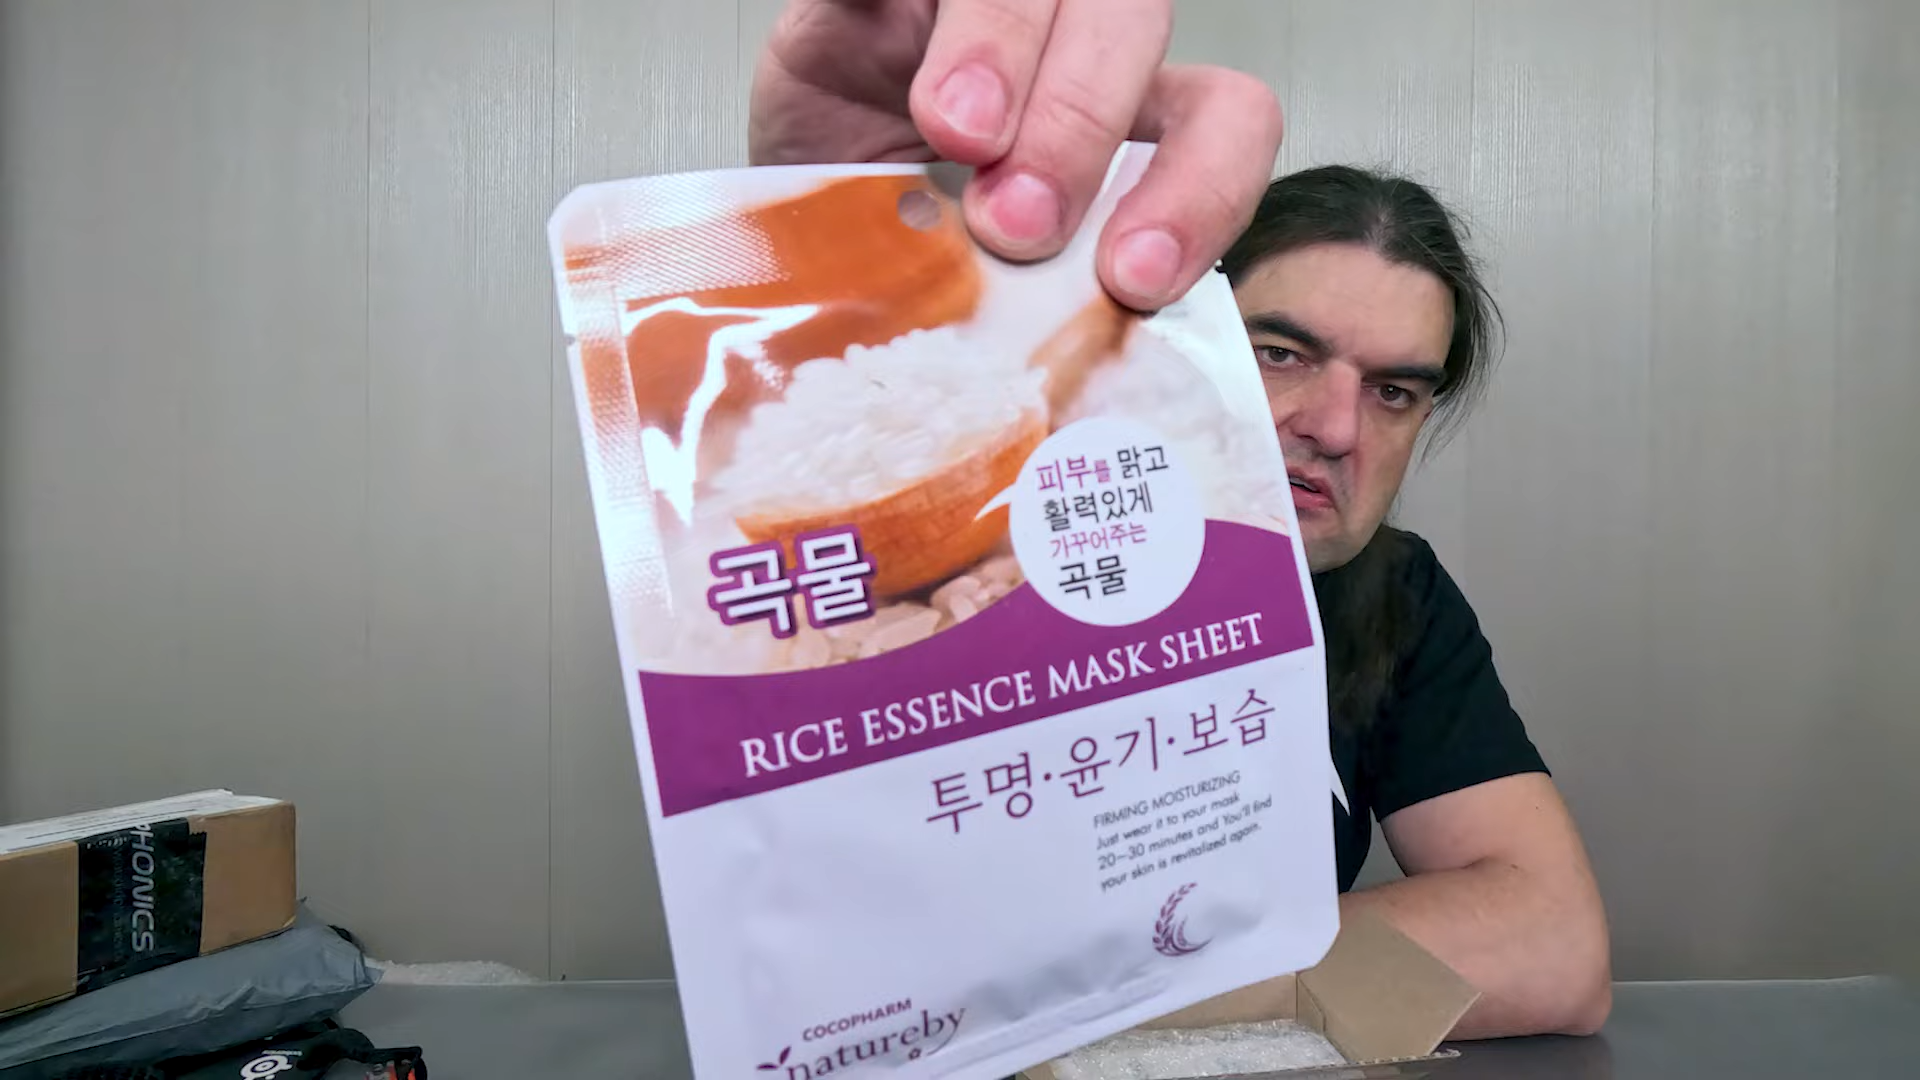 피부를 맑고
활력있게
가꾸어주는
곡물
곡물
RICE ESSENCE MASK SHEET
투명·윤기·보습
FIRMING MOISTURIZING
Just wear it to your mask
20~30 minutes and You'll find
your skin is revitalized again.
COCOPHARM
natureby
PHONICS